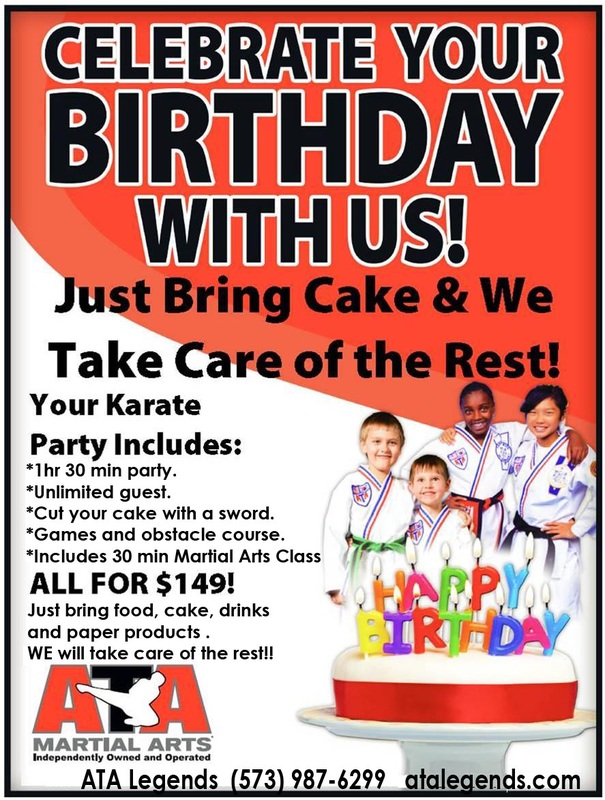 CELEBRATE YOUR
BIRTHDAY
WITH US!
Just Bring Cake & We
Take Care of the Rest!
Your Karate
Party Includes:
*1hr 30 min party.
*Unlimited guest.
*Cut your cake with a sword.
*Games and obstacle course.
*Includes 30 min Martial Arts Class
ALL FOR $149!
Just bring food, cake, drinks
and paper products .
WE will take care of the rest!!
HAPPY
BIRTHDAY
ATA
MARTIAL ARTS
Independently Owned and Operated
ATA Legends (573) 987-6299 atalegends.com